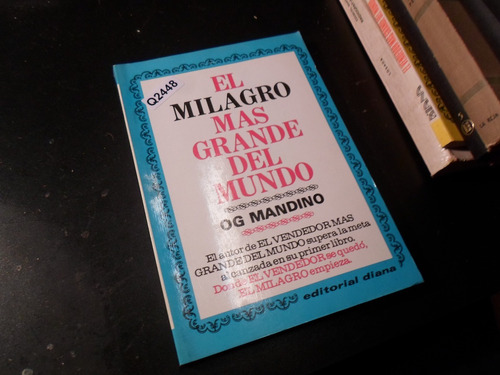 Q2448
EL
MILAGRO
MAS
GRANDE
DEL
MUNDO
OG MANDINO
El autor de EL VENDEDOR MAS
GRANDE DEL MUNDO supera la meta
alcanzada en su primer libro.
Donde EL VENDEDOR se quedó,
EL MILAGRO empieza.
editorial diana